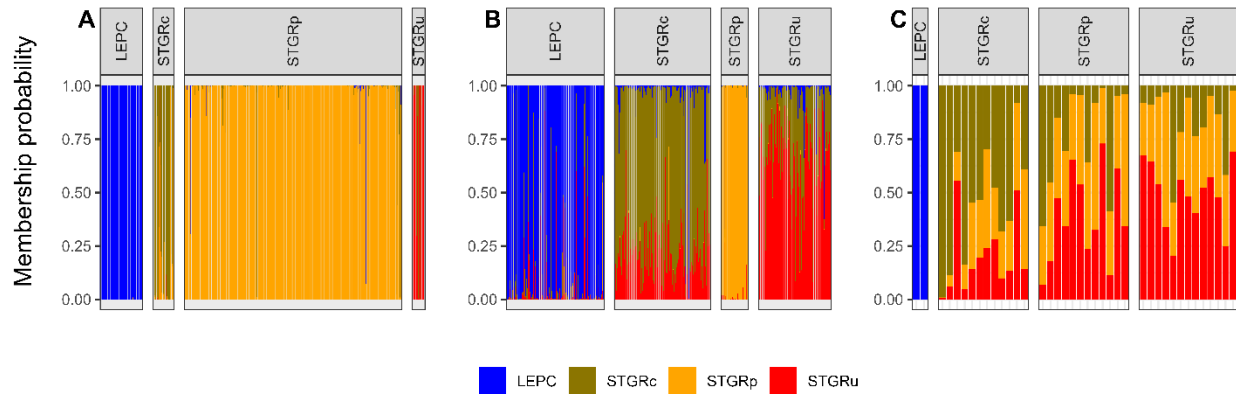 A
LEPC
STGRc
STGRp
STGRu
B
LEPC
STGRc
STGRp
STGRu
C
LEPC
STGRc
STGRp
STGRu
Membership probability
1.00
0.75
0.50
0.25
0.00
1.00
0.75
0.50
0.25
0.00
1.00
0.75
0.50
0.25
0.00
LEPC STGRc STGRp STGRu